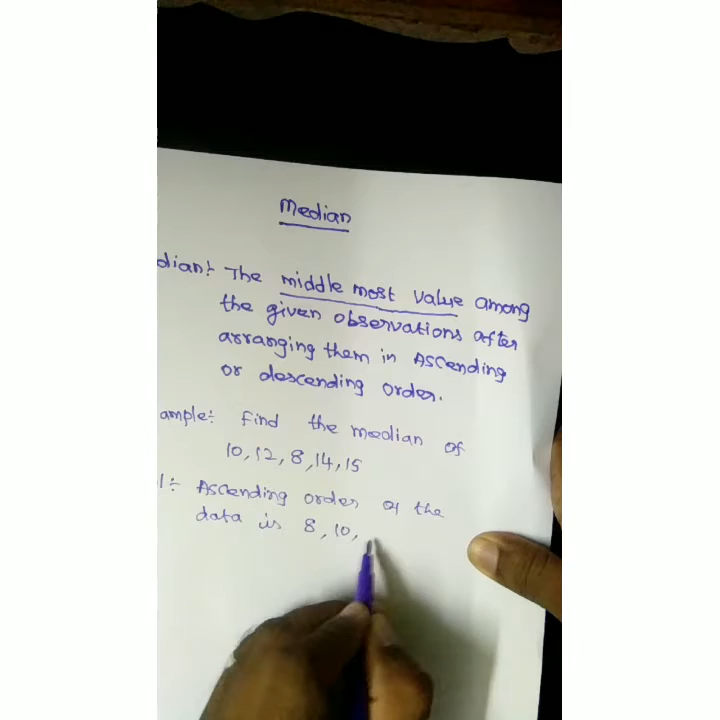 Median
dian:- The middle most value among
the given observations after
arranging them in Ascending
or descending order.
ample:- Find the median of
10,12,8,14,15
1:- Ascending order of the
data is 8,10,